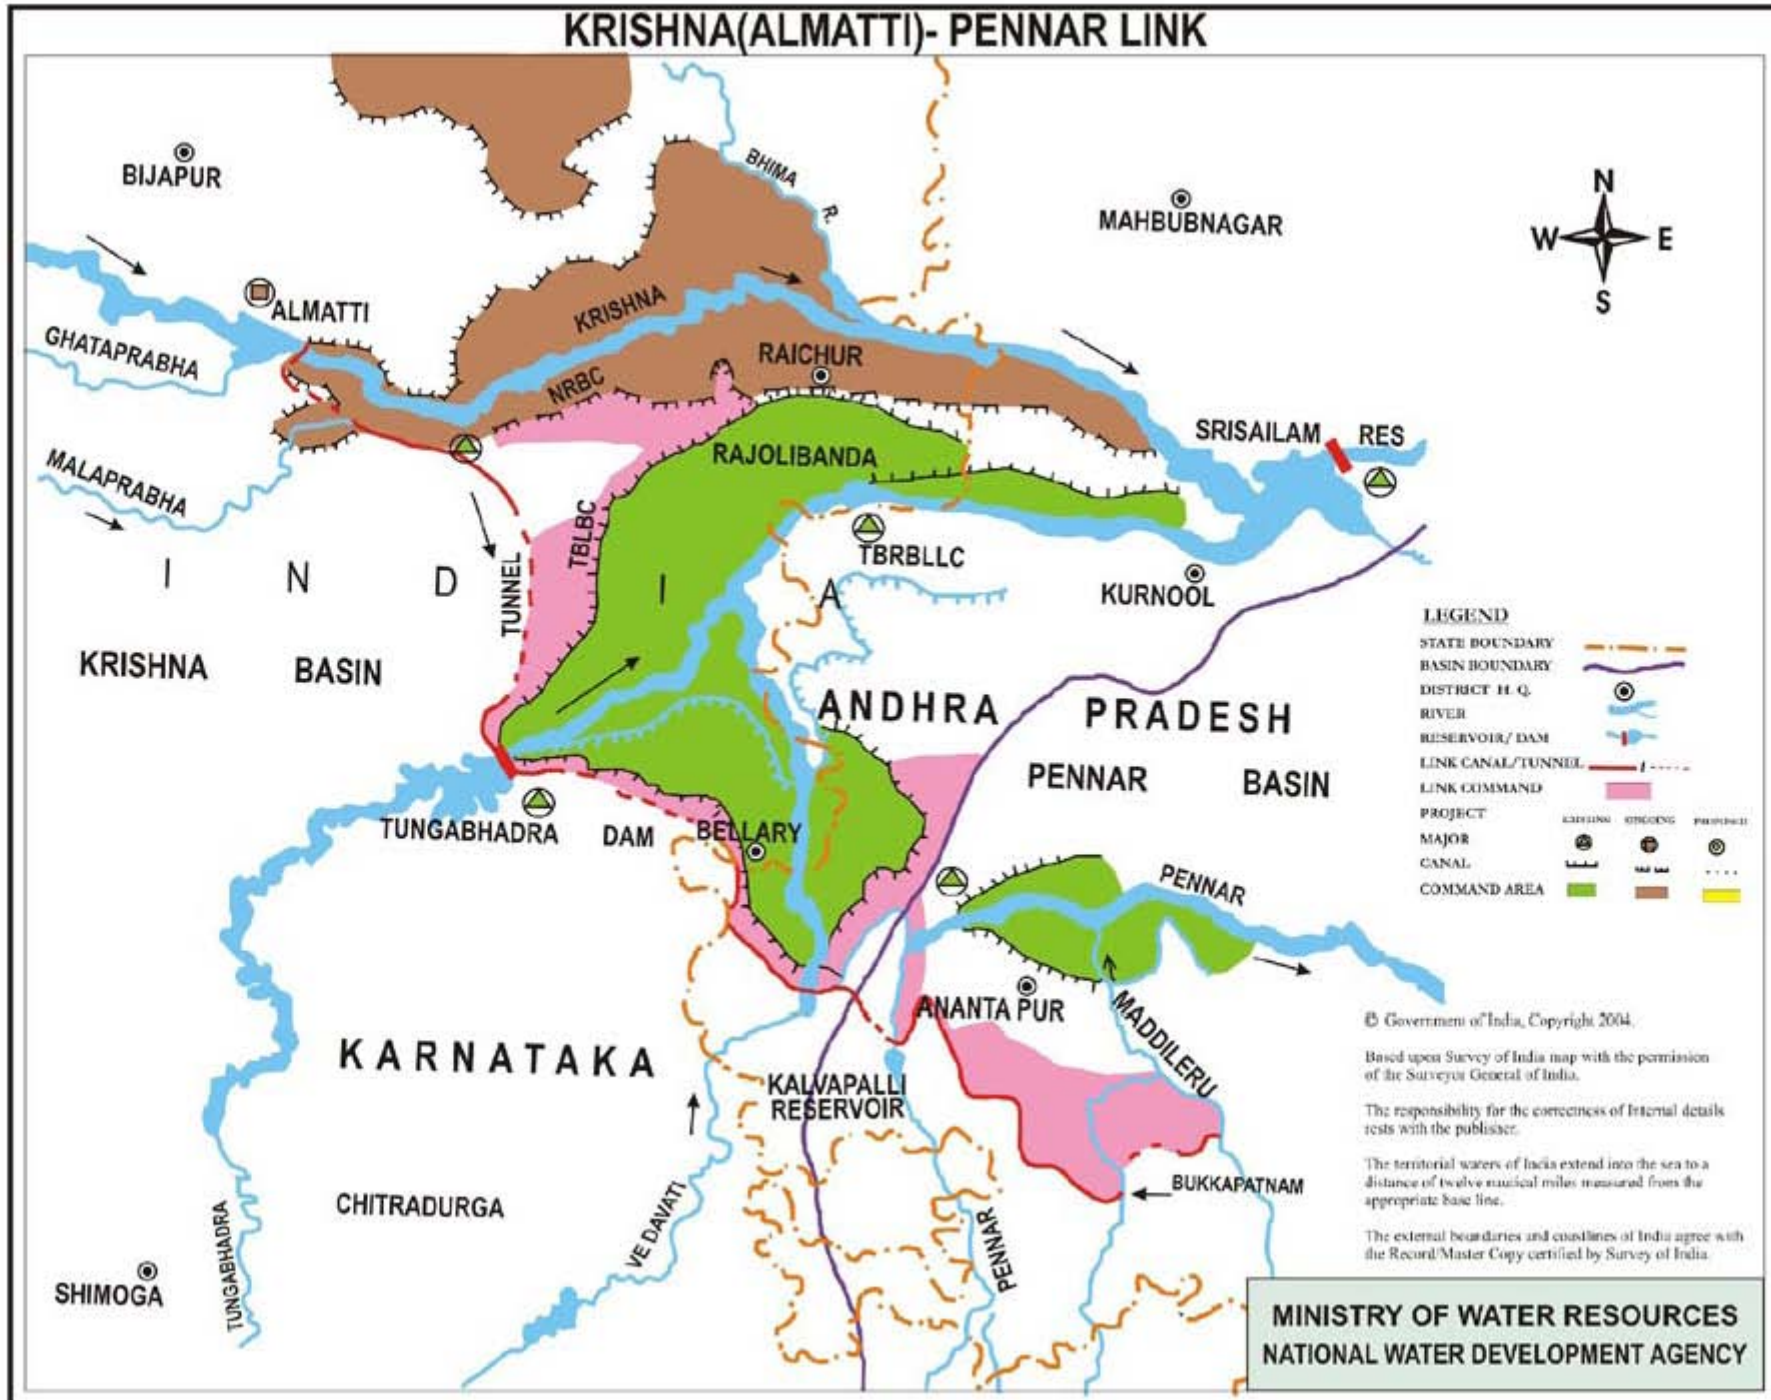 KRISHNA(ALMATTI)- PENNAR LINK
BIJAPUR
BHIMA
R.
MAHBUBNAGAR
N
W E
S
ALMATTI
KRISHNA
GHATAPRABHA
RAICHUR
NRBC
SRISAILAM RES
MALAPRABHA
RAJOLIBANDA
TBLBC
TBRBLLC
TUNNEL
I N D I A
KURNOOL
KRISHNA BASIN
ANDHRA PRADESH
PENNAR BASIN
TUNGABHADRA DAM
BELLARY
PENNAR
ANANTA PUR
MADDILERU
KARNATAKA
KALVAPALLI
RESERVOIR
BUKKAPATNAM
CHITRADURGA
VEDAVATI
PENNAR
TUNGABHADRA
SHIMOGA
LEGEND
STATE BOUNDARY
BASIN BOUNDARY
DISTRICT H. Q.
RIVER
RESERVOIR/ DAM
LINK CANAL/TUNNEL
LINK COMMAND
PROJECT EXISTING ONGOING PROPOSED
MAJOR
CANAL
COMMAND AREA
© Government of India, Copyright 2004.
Based upon Survey of India map with the permission
of the Surveyor General of India.
The responsibility for the correctness of Internal details
rests with the publisher.
The territorial waters of India extend into the sea to a
distance of twelve nautical miles measured from the
appropriate base line.
The external boundaries and coastlines of India agree with
the Record/Master Copy certified by Survey of India.
MINISTRY OF WATER RESOURCES
NATIONAL WATER DEVELOPMENT AGENCY